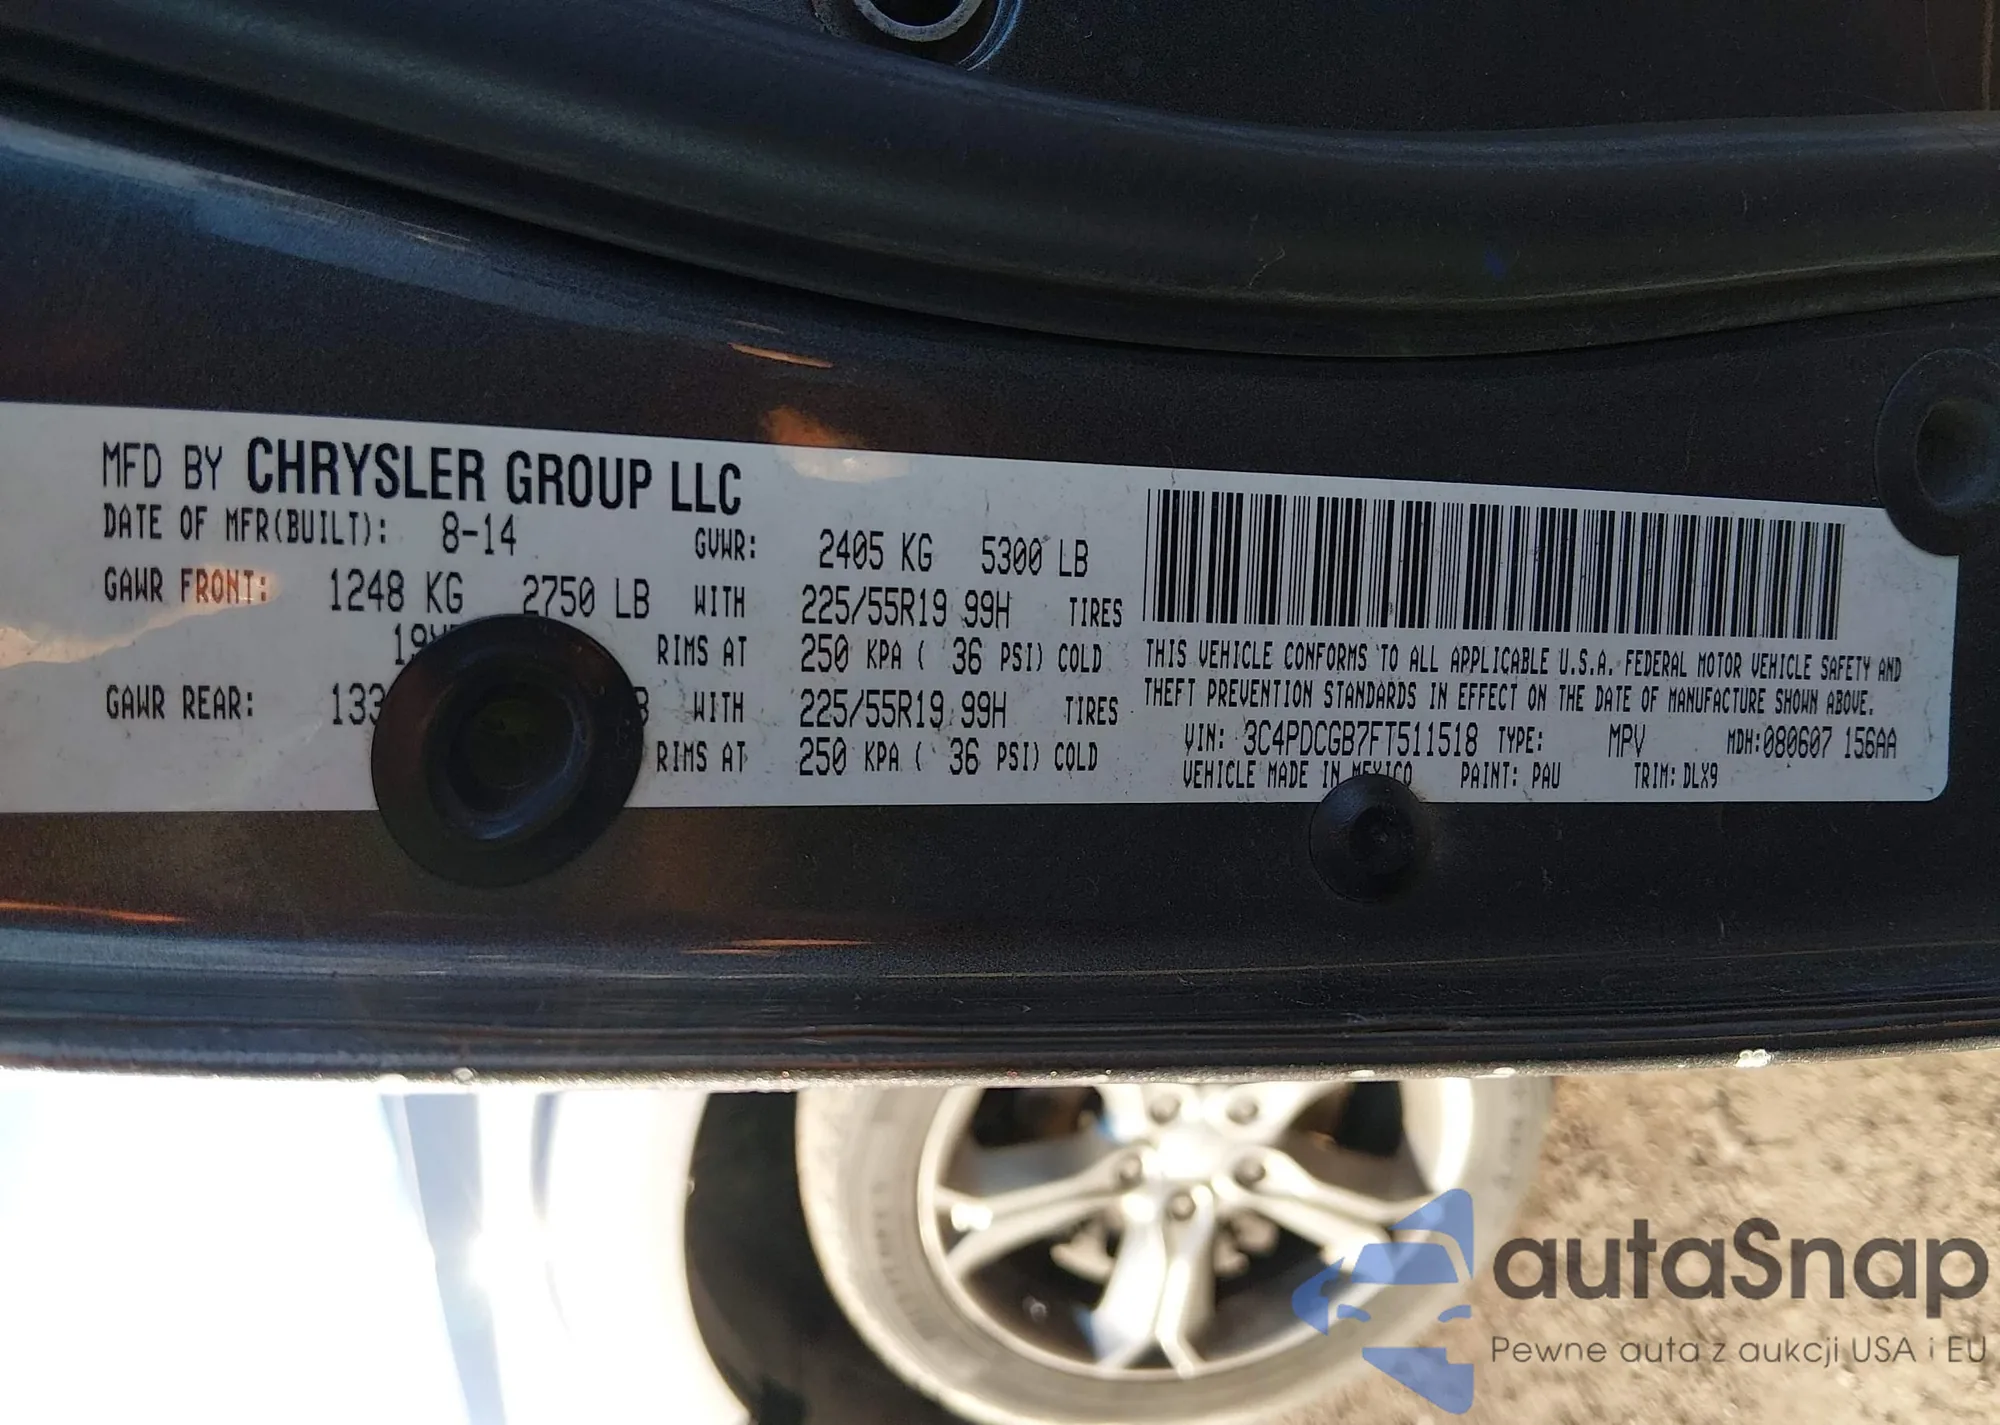 MFD BY CHRYSLER GROUP LLC
DATE OF MFR(BUILT): 8-14 GVWR: 2405 KG 5300 LB
GAWR FRONT: 1248 KG 2750 LB WITH 225/55R19 99H TIRES
RIMS AT 250 KPA ( 36 PSI) COLD
GAWR REAR: WITH 225/55R19 99H TIRES
RIMS AT 250 KPA ( 36 PSI) COLD
THIS VEHICLE CONFORMS TO ALL APPLICABLE U.S.A. FEDERAL MOTOR VEHICLE SAFETY AND
THEFT PREVENTION STANDARDS IN EFFECT ON THE DATE OF MANUFACTURE SHOWN ABOVE.
VIN: 3C4PDCGB7FT511518 TYPE: MPV MDH:080607 156AA
VEHICLE MADE IN MEXICO PAINT: PAU TRIM: DLX9
autaSnap
Pewne auta z aukcji USA i EU